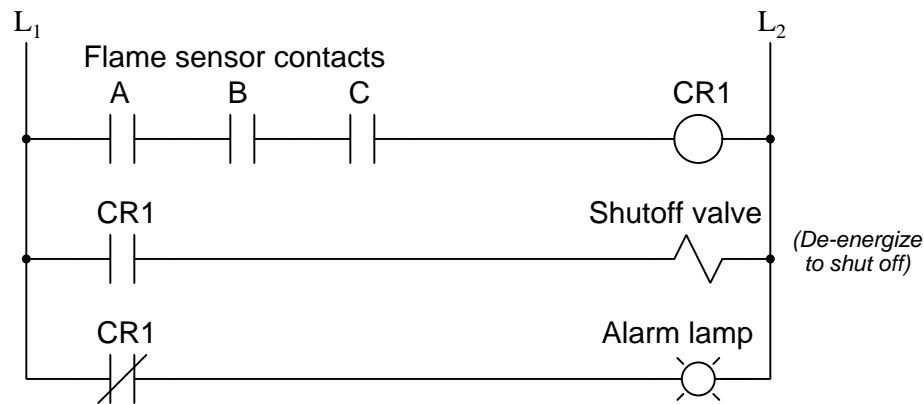 L1 L2
Flame sensor contacts
A B C CR1
CR1 Shutoff valve
(De-energize
to shut off)
CR1 Alarm lamp